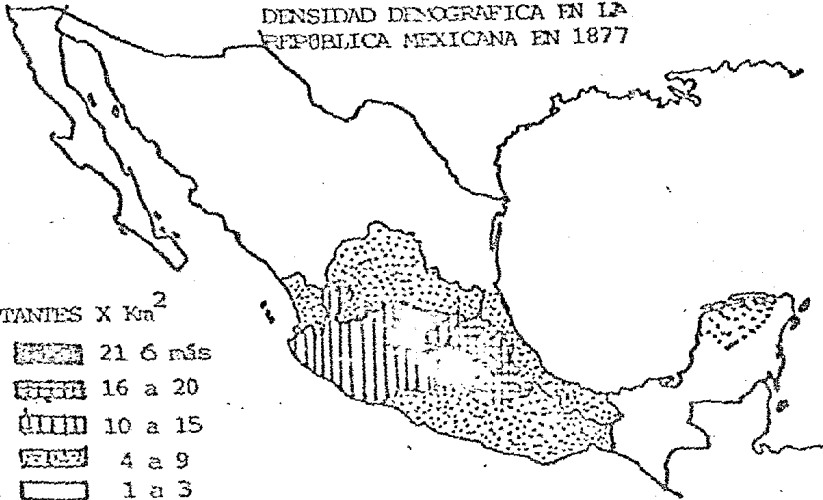 DENSIDAD DEMOGRAFICA EN LA
REPÚBLICA MEXICANA EN 1877
TANTES X Km²
21 ó más
16 a 20
10 a 15
4 a 9
1 a 3